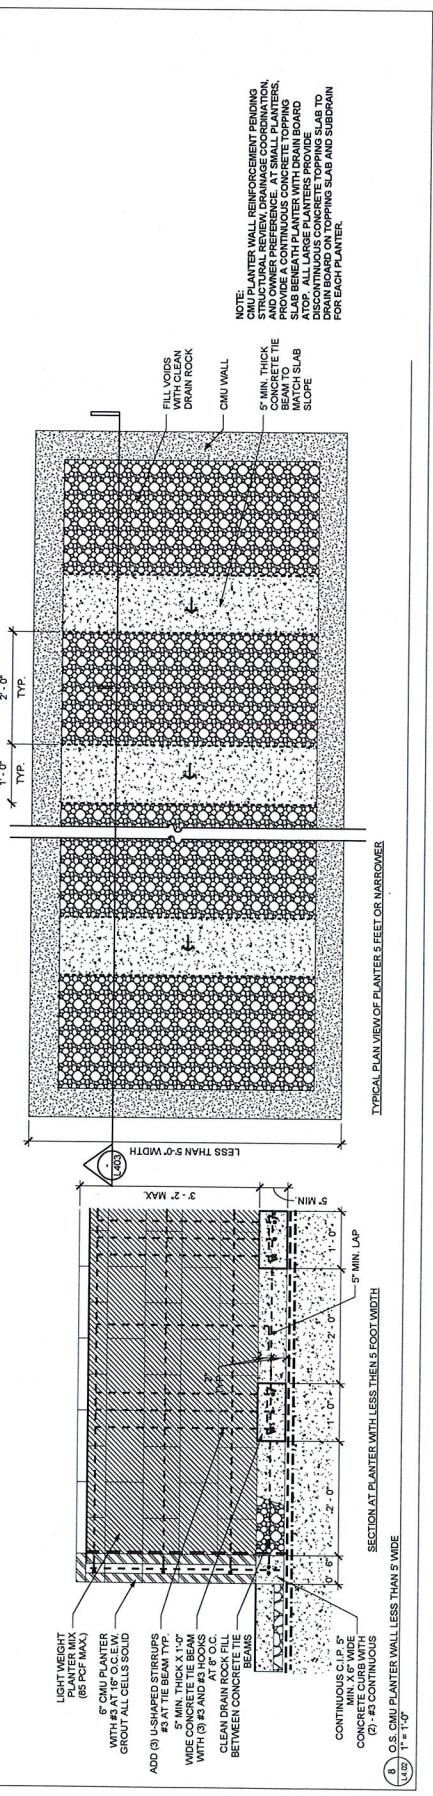 NOTE:
CMU PLANTER WALL REINFORCEMENT PENDING
STRUCTURAL REVIEW, DRAINAGE COORDINATION,
AND OWNER PREFERENCE. AT SMALL PLANTERS,
PROVIDE A CONTINUOUS CONCRETE TOPPING
SLAB BENEATH PLANTER WITH DRAIN BOARD
ATOP. ALL LARGE PLANTERS PROVIDE
DISCONTINUOUS CONCRETE TOPPING SLAB TO
DRAIN BOARD ON TOPPING SLAB AND SUBDRAIN
FOR EACH PLANTER.
1' - 0"
TYP.
2' - 0"
TYP.
FILL VOIDS
WITH CLEAN
DRAIN ROCK
CMU WALL
5" MIN. THICK
CONCRETE TIE
BEAM TO
MATCH SLAB
SLOPE
LESS THAN 5'-0" WIDTH
-
L403
TYPICAL PLAN VIEW OF PLANTER 5 FEET OR NARROWER
LIGHT WEIGHT
PLANTER MIX
(85 PCF MAX.)
6" CMU PLANTER
WITH #3 AT 16" O.C.E.W.
GROUT ALL CELLS SOLID
ADD (3) U-SHAPED STIRRUPS
#3 AT TIE BEAM TYP.
5" MIN. THICK X 1'-0"
WIDE CONCRETE TIE BEAM
WITH (3) #3 AND #3 HOOKS
AT 8" O.C.
CLEAN DRAIN ROCK FILL
BETWEEN CONCRETE TIE
BEAMS
CONTINUOUS C.I.P. 5"
MIN. X 6" WIDE
CONCRETE CURB WITH
(2) - #3 CONTINUOUS
3' - 2" MAX.
5" MIN.
2"
TYP.
5" MIN. LAP
0' 6"
2' 0"
1' - 0"
2' 0"
1' 0"
SECTION AT PLANTER WITH LESS THEN 5 FOOT WIDTH
8
L4.02
O.S. CMU PLANTER WALL LESS THAN 5' WIDE
1" = 1'-0"